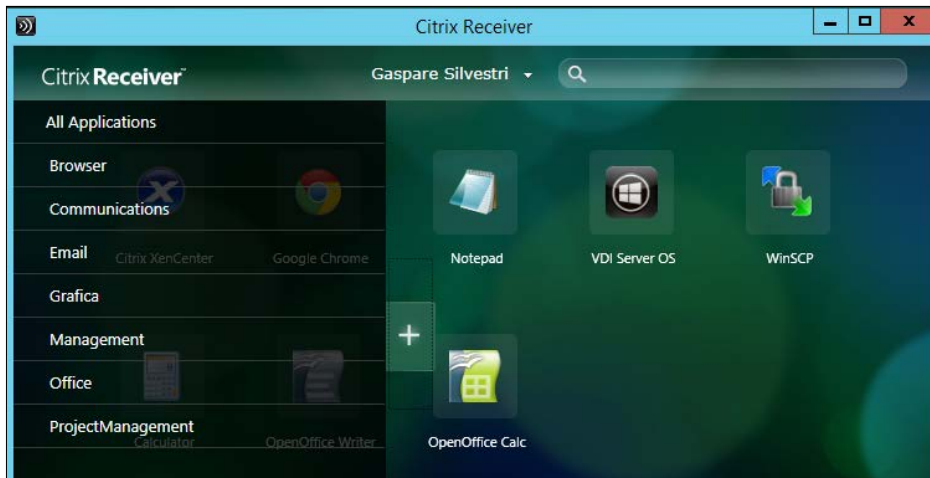 Citrix Receiver
Citrix Receiver™
Gaspare Silvestri
All Applications
Browser
Communications
Email
Grafica
Management
Office
ProjectManagement
Citrix XenCenter
Google Chrome
Notepad
VDI Server OS
WinSCP
Calculator
OpenOffice Writer
OpenOffice Calc